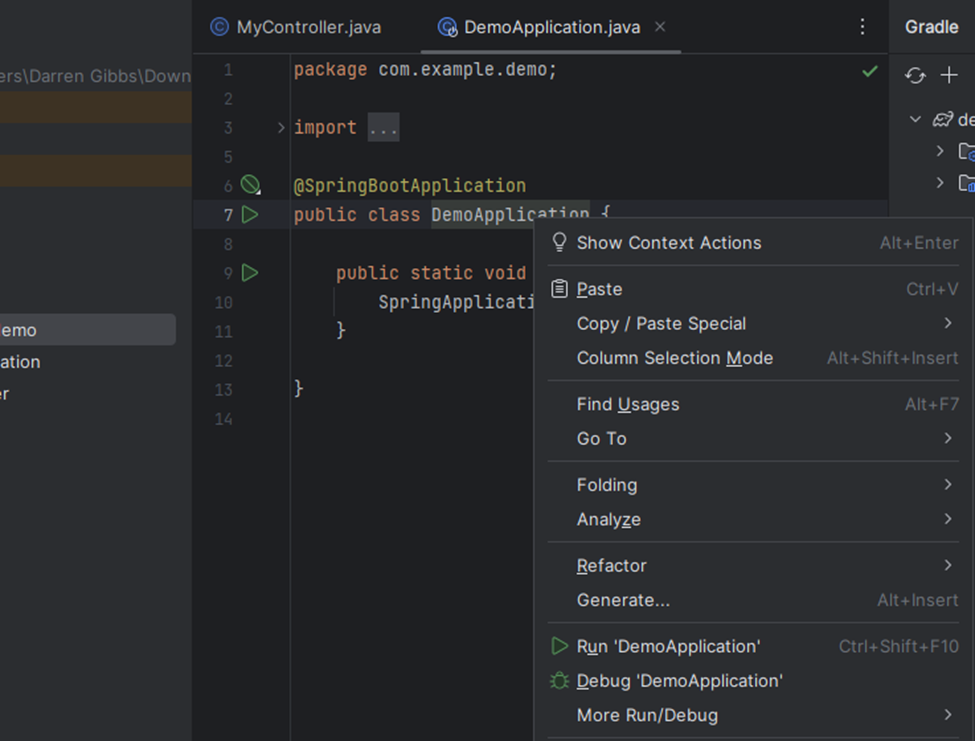 MyController.java
DemoApplication.java
Gradle
ers\Darren Gibbs\Down
1 package com.example.demo;
2
3 import ...
5
6 @SpringBootApplication
7 public class DemoApplication {
8
9 public static void
10 SpringApplicati
11 }
12
13 }
14
de
emo
ation
r
Show Context Actions Alt+Enter
Paste Ctrl+V
Copy / Paste Special
Column Selection Mode Alt+Shift+Insert
Find Usages Alt+F7
Go To
Folding
Analyze
Refactor
Generate... Alt+Insert
Run 'DemoApplication' Ctrl+Shift+F10
Debug 'DemoApplication'
More Run/Debug